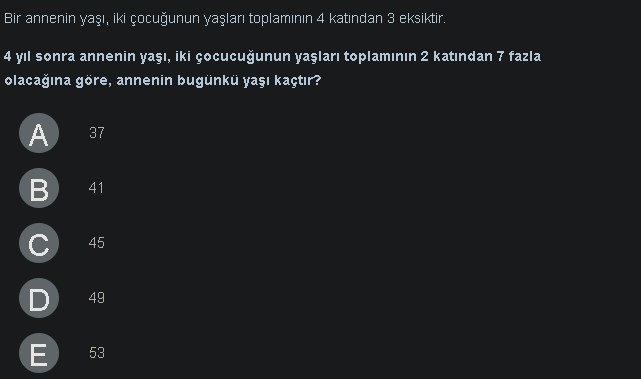 Bir annenin yaşı, iki çocuğunun yaşları toplamının 4 katından 3 eksiktir.
4 yıl sonra annenin yaşı, iki çocucuğunun yaşları toplamının 2 katından 7 fazla
olacağına göre, annenin bugünkü yaşı kaçtır?
A 37
B 41
C 45
D 49
E 53